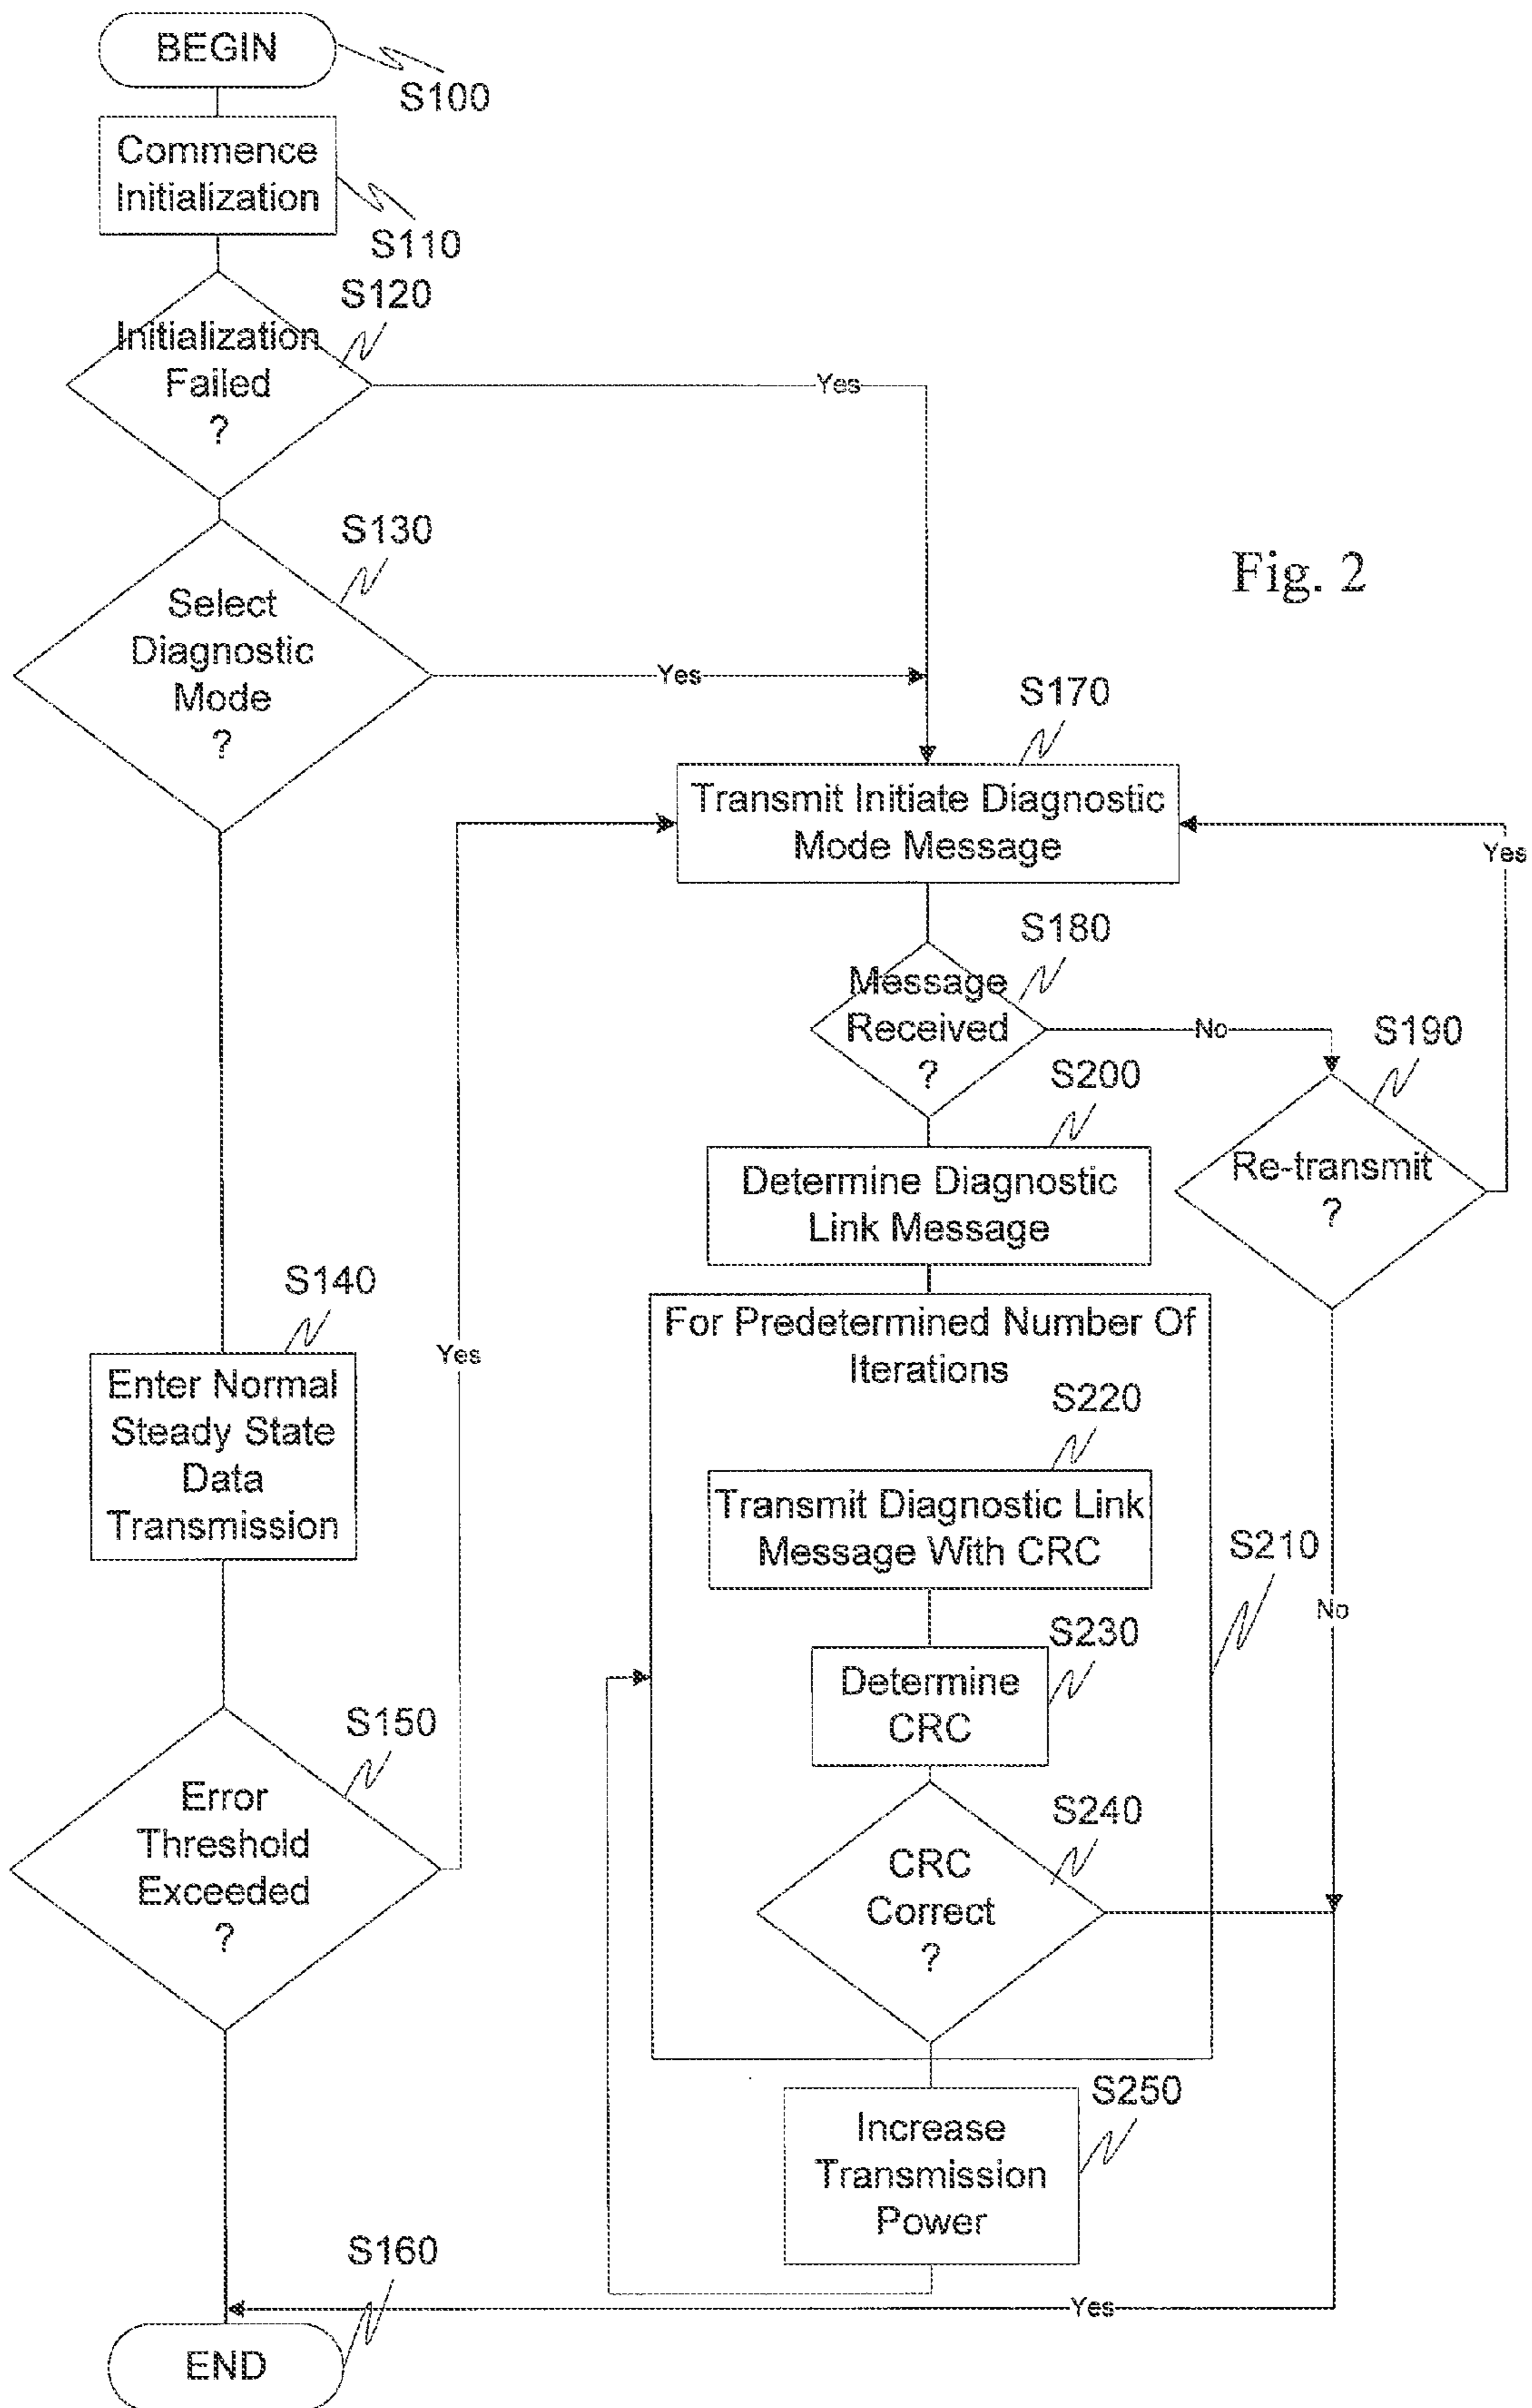 BEGIN
S100
Commence
Initialization
S110
S120
Initialization
Failed
?
Yes
S130
Select
Diagnostic
Mode
?
Yes
Fig. 2
S170
Transmit Initiate Diagnostic
Mode Message
Yes
S180
Message
Received
?
No
S190
Re-transmit
?
S200
Determine Diagnostic
Link Message
S140
Enter Normal
Steady State
Data
Transmission
Yes
For Predetermined Number Of
Iterations
S220
Transmit Diagnostic Link
Message With CRC
S210
No
S230
Determine
CRC
S150
Error
Threshold
Exceeded
?
S240
CRC
Correct
?
S250
Increase
Transmission
Power
S160
Yes
END